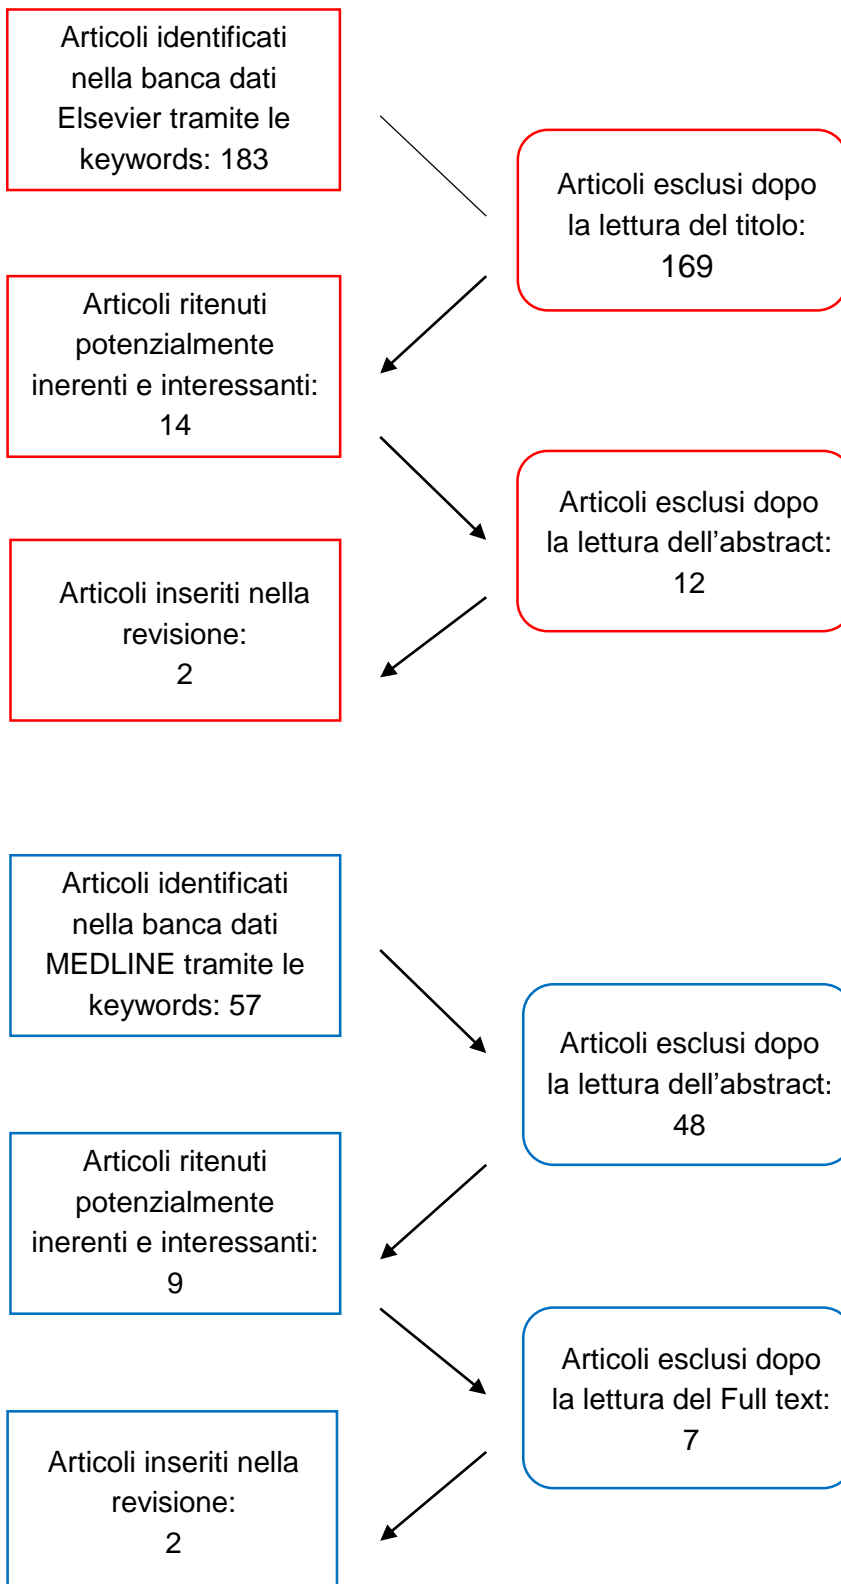 Articoli identificati
nella banca dati
Elsevier tramite le
keywords: 183
Articoli esclusi dopo
la lettura del titolo:
169
Articoli ritenuti
potenzialmente
inerenti e interessanti:
14
Articoli esclusi dopo
la lettura dell’abstract:
12
Articoli inseriti nella
revisione:
2
Articoli identificati
nella banca dati
MEDLINE tramite le
keywords: 57
Articoli esclusi dopo
la lettura dell’abstract:
48
Articoli ritenuti
potenzialmente
inerenti e interessanti:
9
Articoli esclusi dopo
la lettura del Full text:
7
Articoli inseriti nella
revisione:
2